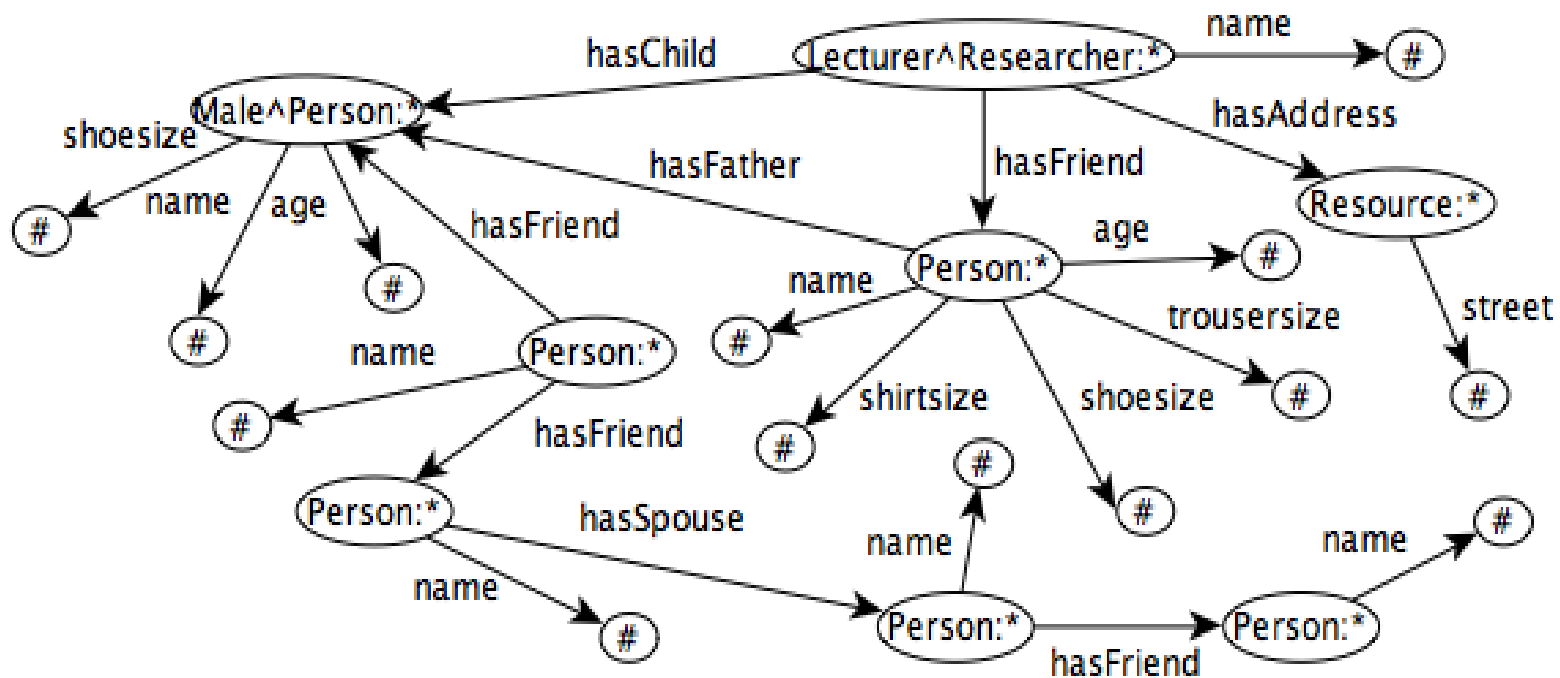 name
hasChild
Lecturer^Researcher:*
#
Male^Person:*
hasAddress
shoesize
hasFather
hasFriend
name
age
Resource:*
hasFriend
age
#
#
Person:*
name
#
street
trousersize
#
#
name
Person:*
shirtsize
shoesize
#
#
#
hasFriend
#
#
Person:*
hasSpouse
#
#
name
name
name
#
Person:*
Person:*
hasFriend